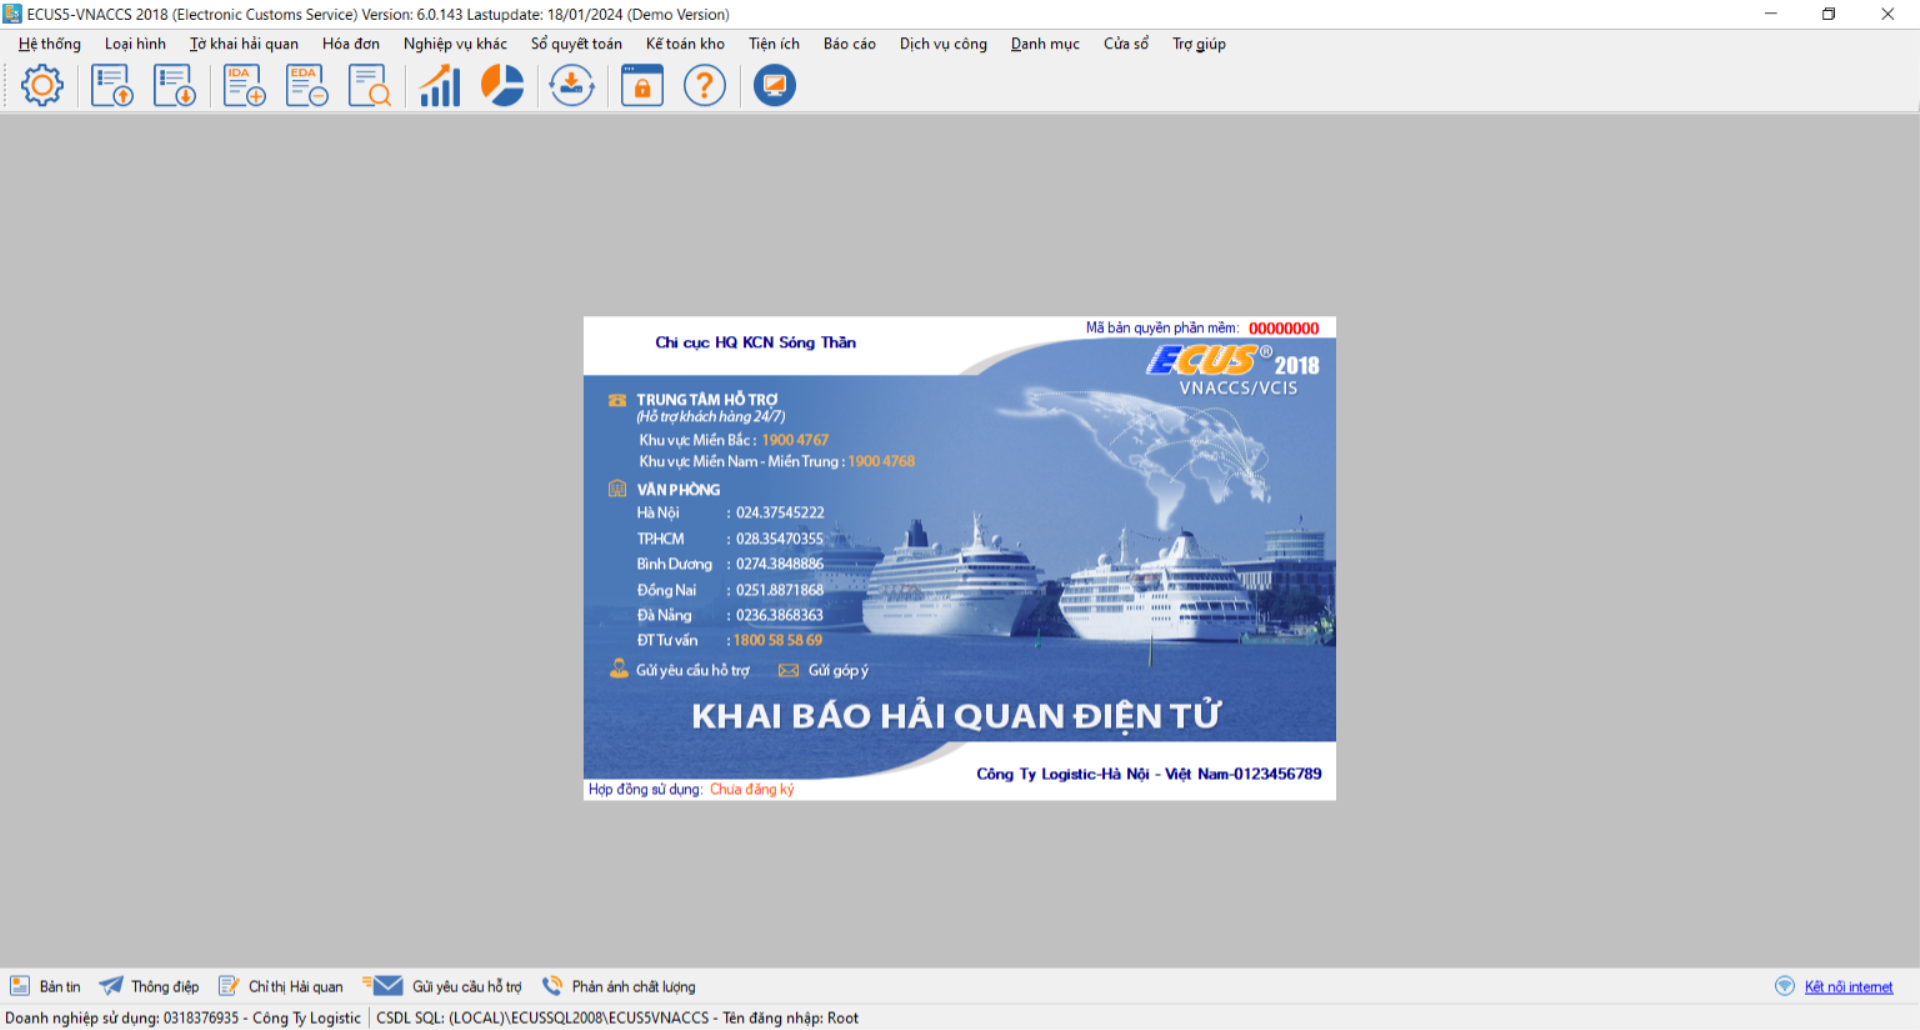 ECUS5-VNACCS 2018 (Electronic Customs Service) Version: 6.0.143 Lastupdate: 18/01/2024 (Demo Version)
Hệ thống Loại hình Tờ khai hải quan Hóa đơn Nghiệp vụ khác Sổ quyết toán Kế toán kho Tiện ích Báo cáo Dịch vụ công Danh mục Cửa sổ Trợ giúp
IDA EDA
Mã bản quyền phần mềm: 00000000
Chi cục HQ KCN Sóng Thần
ECUS® 2018
VNACCS/VCIS
TRUNG TÂM HỖ TRỢ
(Hỗ trợ khách hàng 24/7)
Khu vực Miền Bắc : 1900 4767
Khu vực Miền Nam - Miền Trung : 1900 4768
VĂN PHÒNG
Hà Nội : 024.37545222
TP.HCM : 028.35470355
Bình Dương : 0274.3848886
Đồng Nai : 0251.8871868
Đà Nẵng : 0236.3868363
ĐT Tư vấn : 1800 58 58 69
Gửi yêu cầu hỗ trợ Gửi góp ý
KHAI BÁO HẢI QUAN ĐIỆN TỬ
Công Ty Logistic-Hà Nội - Việt Nam-0123456789
Hợp đồng sử dụng: Chưa đăng ký
Bản tin Thông điệp Chỉ thị Hải quan Gửi yêu cầu hỗ trợ Phản ánh chất lượng Kết nối internet
Doanh nghiệp sử dụng: 0318376935 - Công Ty Logistic CSDL SQL: (LOCAL)\ECUSSQL2008\ECUS5VNACCS - Tên đăng nhập: Root